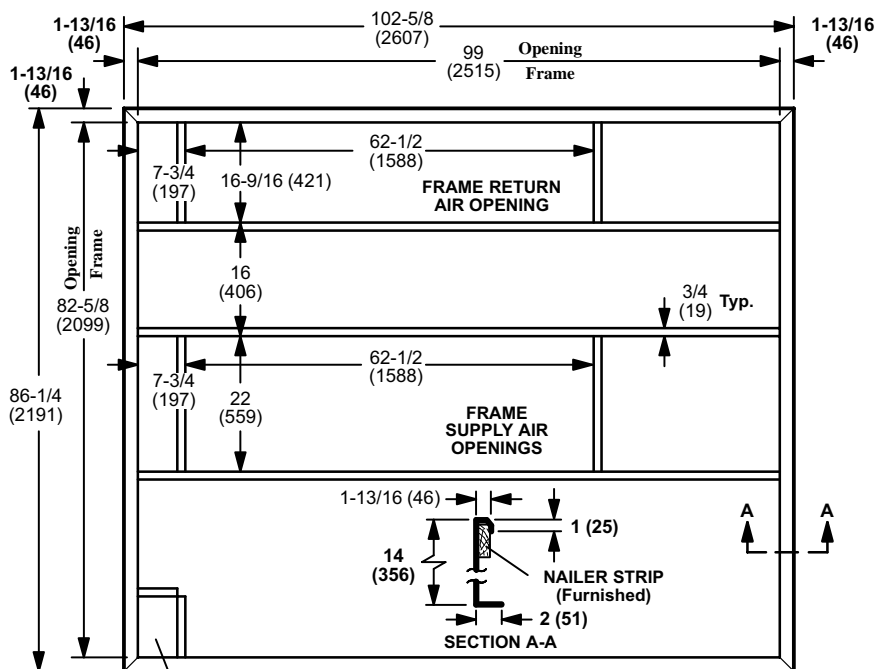 102-5/8
(2607)
1-13/16
(46)
1-13/16
(46)
99
(2515)
Opening
Frame
1-13/16
(46)
62-1/2
(1588)
7-3/4
(197)
16-9/16 (421)
FRAME RETURN
AIR OPENING
Opening
Frame
16
(406)
82-5/8
(2099)
3/4
(19)
Typ.
62-1/2
(1588)
7-3/4
(197)
22
(559)
86-1/4
(2191)
FRAME
SUPPLY AIR
OPENINGS
1-13/16 (46)
1 (25)
A
A
14
(356)
NAILER STRIP
(Furnished)
2 (51)
SECTION A-A